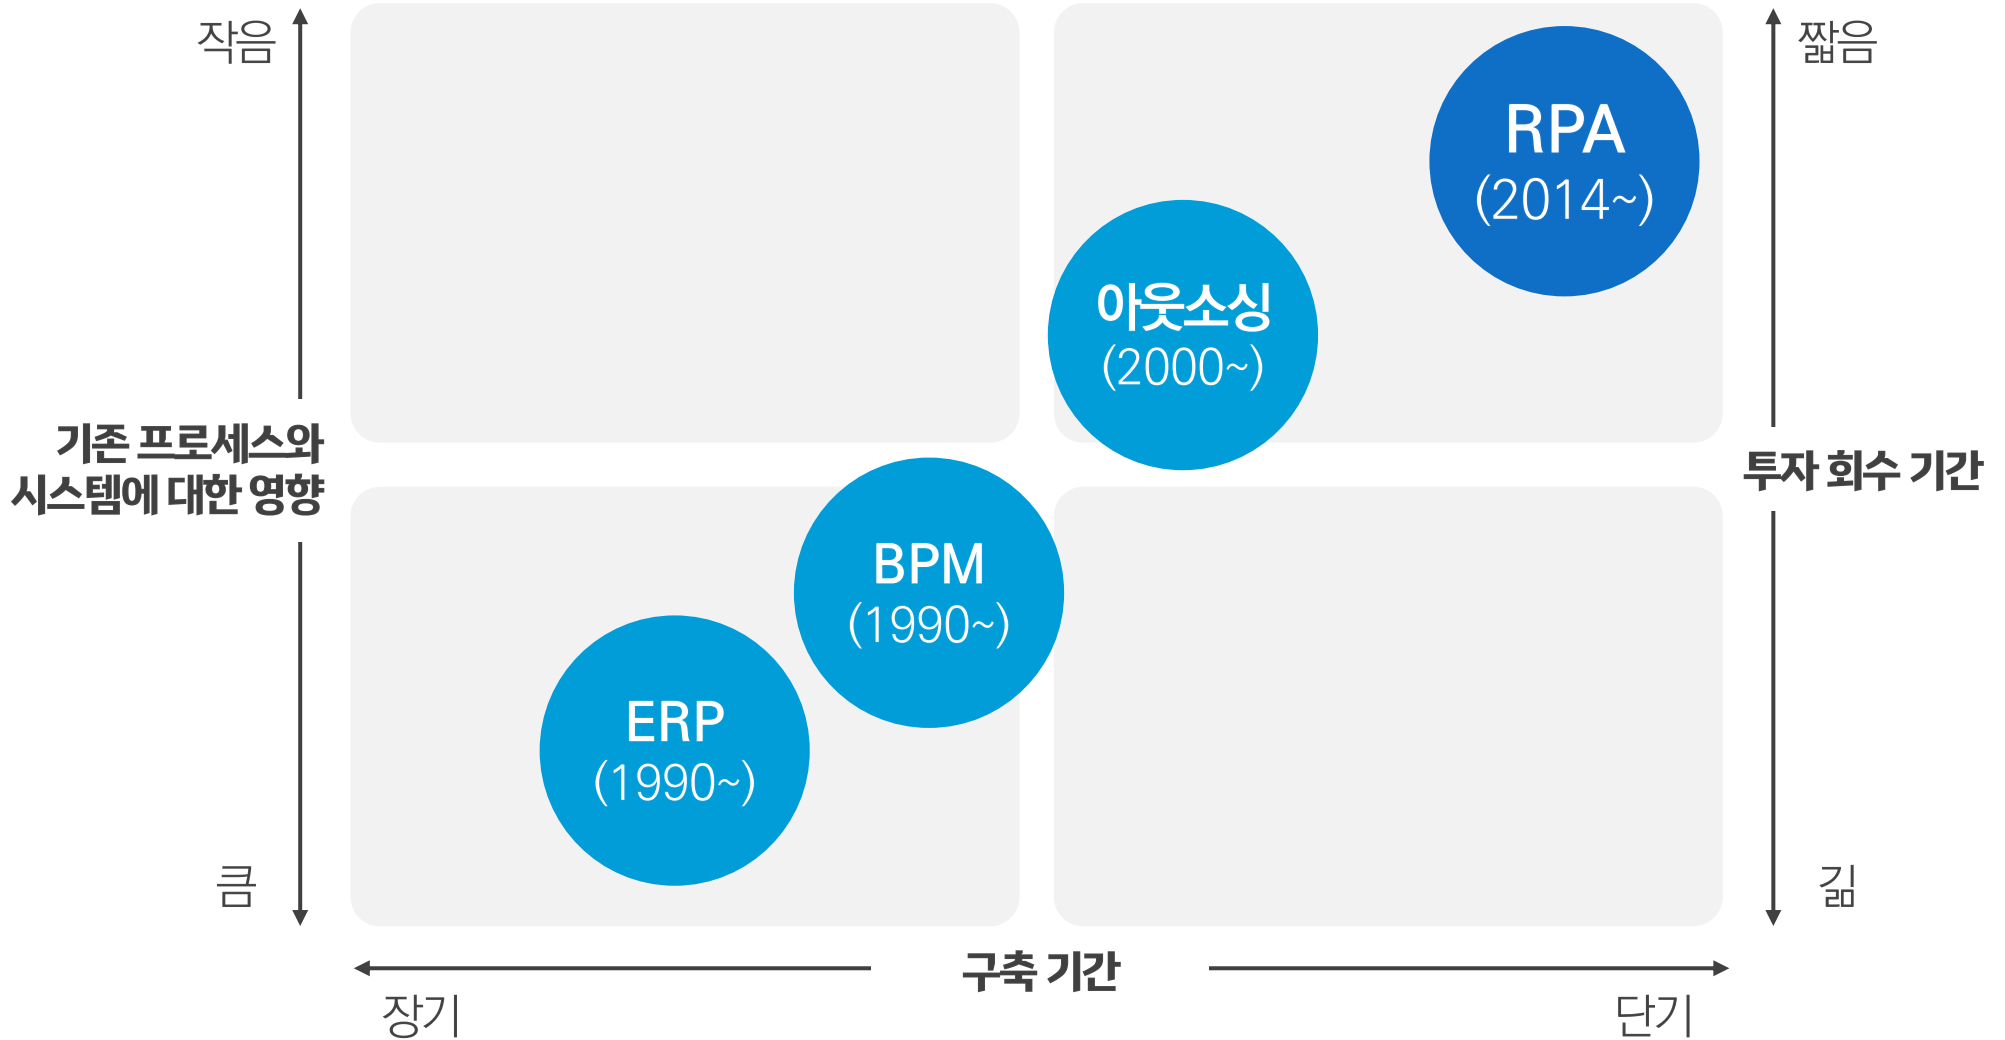 작음
짧음
RPA
(2014~)
아웃소싱
(2000~)
기존 프로세스와
시스템에 대한 영향
투자 회수 기간
BPM
(1990~)
ERP
(1990~)
큼
긺
구축 기간
장기
단기